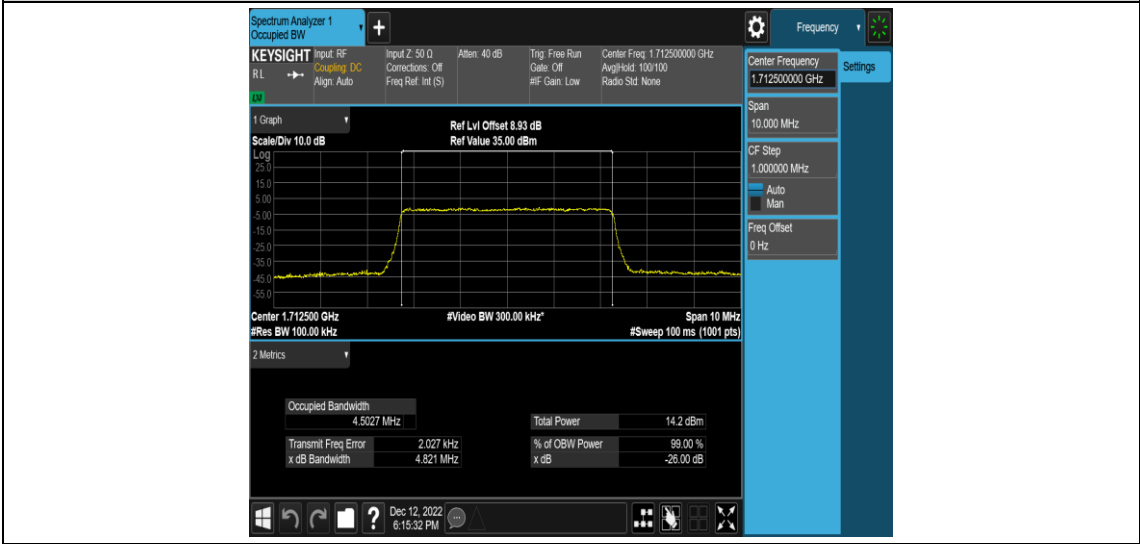 Spectrum Analyzer 1
Occupied BW
Frequency
KEYSIGHT
RL
LW
Input: RF
Coupling: DC
Align: Auto
Input Z: 50 Ω
Corrections: Off
Freq Ref: Int (S)
Atten: 40 dB
Trig: Free Run
Gate: Off
#IF Gain: Low
Center Freq: 1.712500000 GHz
Avg|Hold: 100/100
Radio Std: None
Center Frequency
1.712500000 GHz
Settings
Span
10.000 MHz
CF Step
1.000000 MHz
Auto
Man
Freq Offset
0 Hz
1 Graph
Scale/Div 10.0 dB
Ref Lvl Offset 8.93 dB
Ref Value 35.00 dBm
Log
25.0
15.0
5.00
-5.00
-15.0
-25.0
-35.0
-45.0
-55.0
Center 1.712500 GHz
#Video BW 300.00 kHz*
Span 10 MHz
#Res BW 100.00 kHz
#Sweep 100 ms (1001 pts)
2 Metrics
Occupied Bandwidth
4.5027 MHz
Total Power 14.2 dBm
Transmit Freq Error 2.027 kHz
% of OBW Power 99.00 %
x dB Bandwidth 4.821 MHz
x dB -26.00 dB
Dec 12, 2022
6:15:32 PM